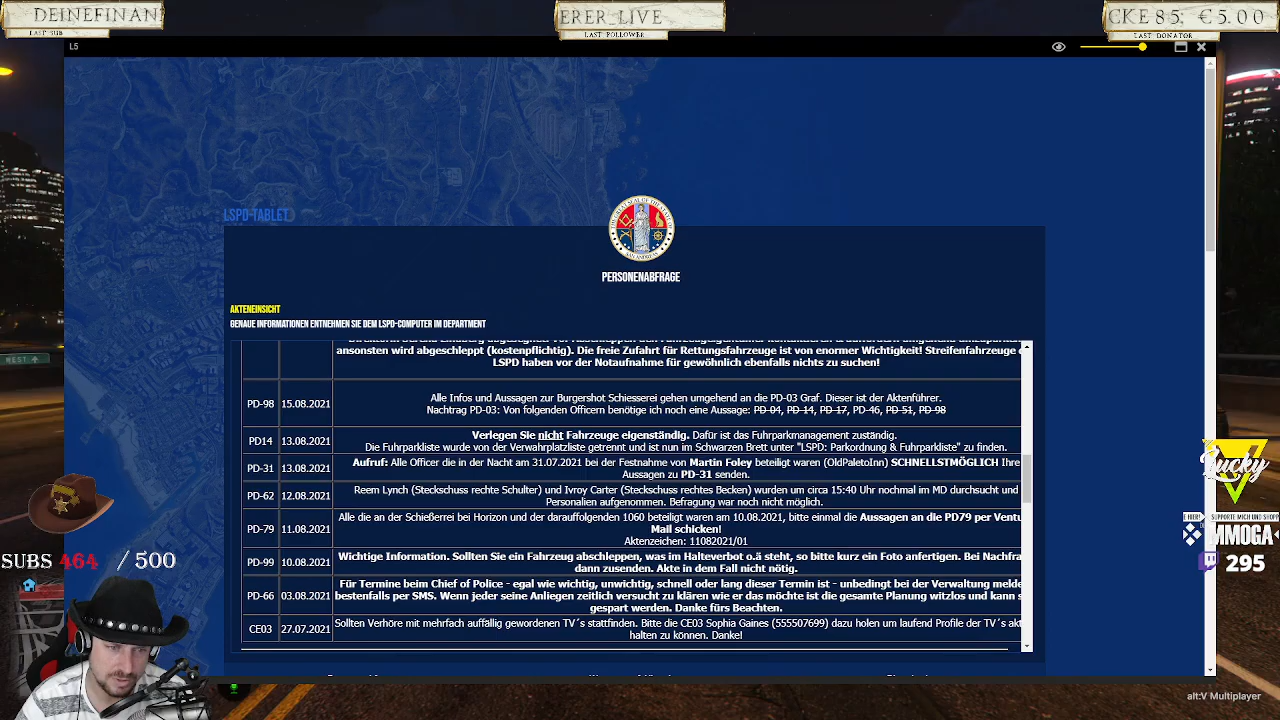 DEINEFINAN
LAST SUB
ERER_LIVE
LAST FOLLOWER
CKE85: €5.00
LAST DONATOR
L5
LSPD-TABLET
PERSONENABFRAGE
AKTENEINSICHT
GENAUE INFORMATIONEN ENTNEHMEN SIE DEM LSPD-COMPUTER IM DEPARTMENT
ansonsten wird abgeschleppt (kostenpflichtig). Die freie Zufahrt für Rettungsfahrzeuge ist von enormer Wichtigkeit! Streifenfahrzeuge
LSPD haben vor der Notaufnahme für gewöhnlich ebenfalls nichts zu suchen!
PD-98 15.08.2021 Alle Infos und Aussagen zur Burgershot Schiesserei gehen umgehend an die PD-03 Graf. Dieser ist der Aktenführer.
Nachtrag PD-03: Von folgenden Officern benötige ich noch eine Aussage: PD-04, PD-14, PD-17, PD-46, PD-51, PD-98
PD14 13.08.2021 Verlegen Sie nicht Fahrzeuge eigenständig. Dafür ist das Fuhrparkmanagement zuständig.
Die Fuhrparkliste wurde von der Verwahrplatzliste getrennt und ist nun im Schwarzen Brett unter "LSPD: Parkordnung & Fuhrparkliste" zu finden.
PD-31 13.08.2021 Aufruf: Alle Officer die in der Nacht am 31.07.2021 bei der Festnahme von Martin Foley beteiligt waren (OldPaletoInn) SCHNELLSTMÖGLICH Ihre
Aussagen zu PD-31 senden.
PD-62 12.08.2021 Reem Lynch (Steckschuss rechte Schulter) und Ivroy Carter (Steckschuss rechtes Becken) wurden um circa 15:40 Uhr nochmal im MD durchsucht und
Personalien aufgenommen. Befragung war noch nicht möglich.
PD-79 11.08.2021 Alle die an der Schießerrei bei Horizon und der darauffolgenden 1060 beteiligt waren am 10.08.2021, bitte einmal die Aussagen an die PD79 per Ventu
Mail schicken!
Aktenzeichen: 11082021/01
PD-99 10.08.2021 Wichtige Information. Sollten Sie ein Fahrzeug abschleppen, was im Halteverbot o.ä steht, so bitte kurz ein Foto anfertigen. Bei Nachfra
dann zusenden. Akte in dem Fall nicht nötig.
PD-66 03.08.2021 Für Termine beim Chief of Police - egal wie wichtig, unwichtig, schnell oder lang dieser Termin ist - unbedingt bei der Verwaltung melde
bestenfalls per SMS. Wenn jeder seine Anliegen zeitlich versucht zu klären wie er das möchte ist die gesamte Planung witzlos und kann s
gespart werden. Danke fürs Beachten.
CE03 27.07.2021 Sollten Verhöre mit mehrfach auffällig gewordenen TV´s stattfinden. Bitte die CE03 Sophia Gaines (555507699) dazu holen um laufend Profile der TV´s akt
halten zu können. Danke!
WEST
Lucky
E HIER!
SUPPORTE MICH UND SHOPP
MMOGA
295
SUBS 464 / 500
alt:V Multiplayer